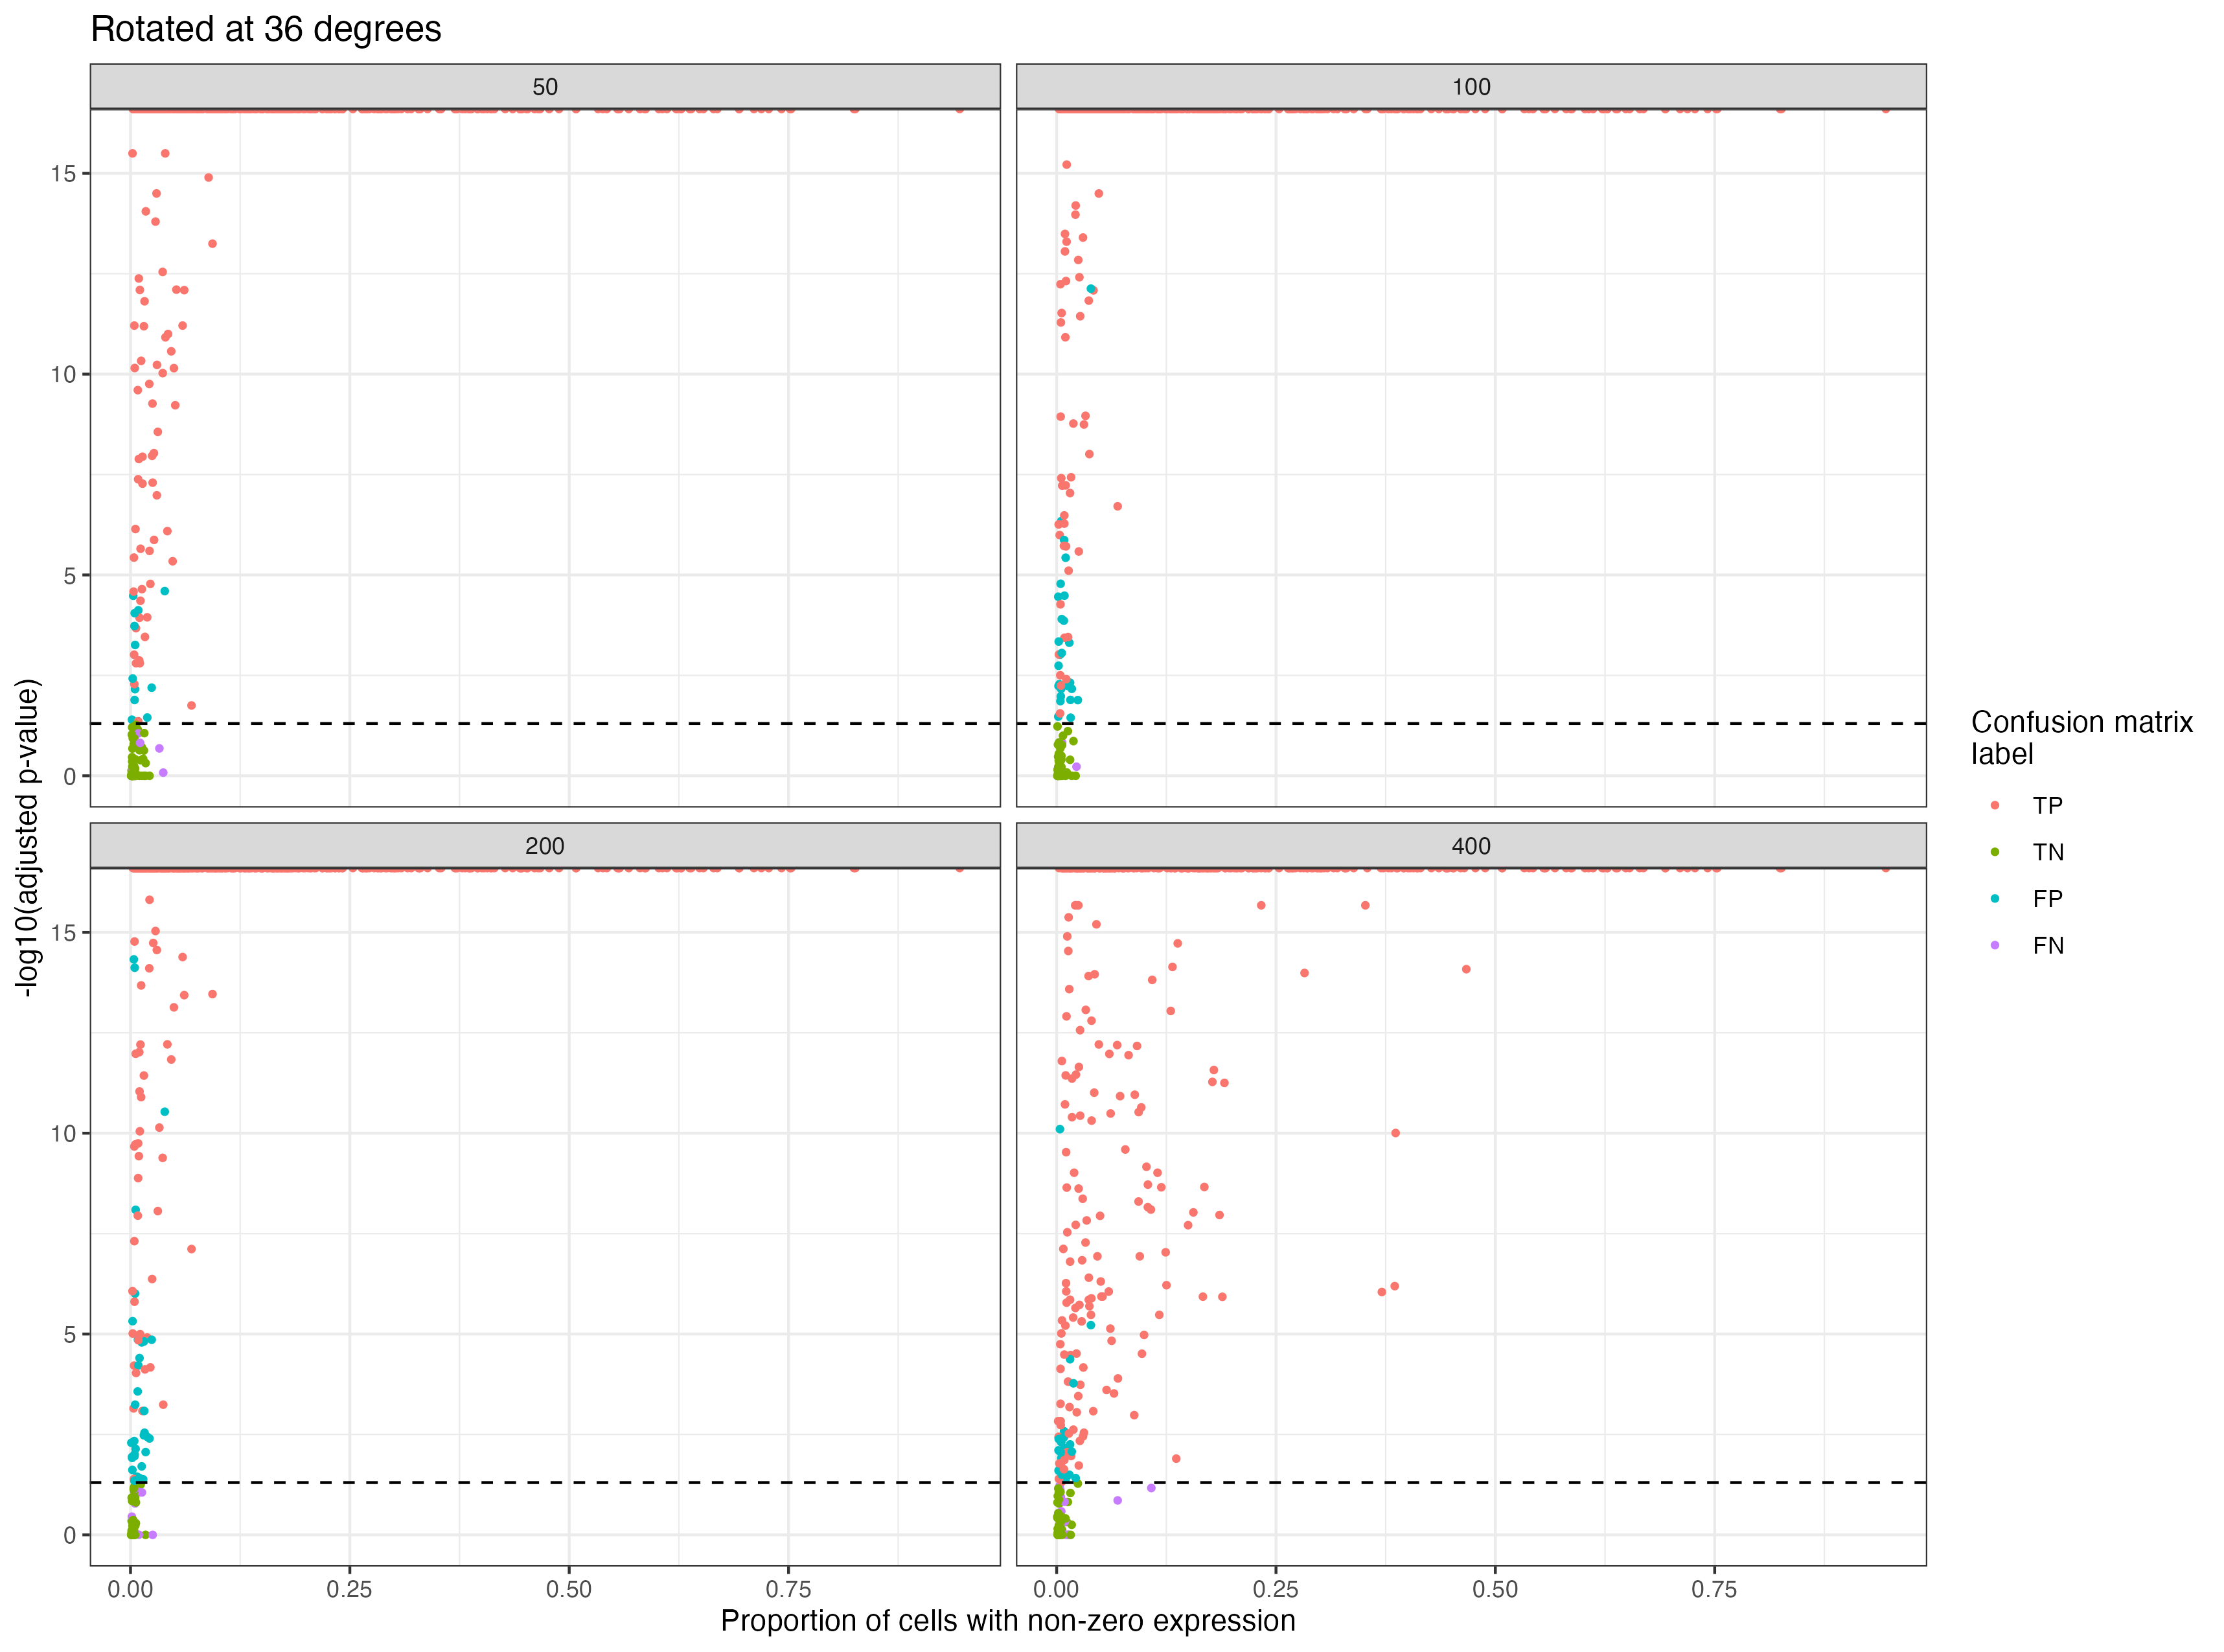 Rotated at 36 degrees
50
100
15
10
5
0
200
400
15
10
5
0
0.00
0.25
0.50
0.75
0.00
0.25
0.50
0.75
Proportion of cells with non-zero expression
-log10(adjusted p-value)
Confusion matrix
label
TP
TN
FP
FN